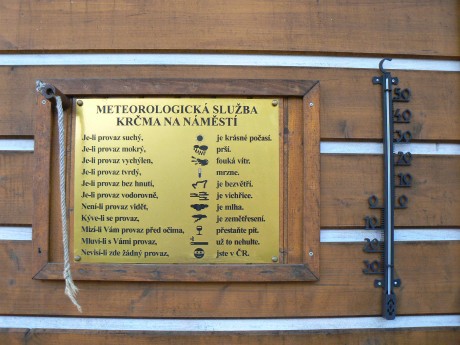 METEOROLOGICKÁ SLUŽBA
KRČMA NA NÁMĚSTÍ
Je-li provaz suchý, je krásné počasí.
Je-li provaz mokrý, prší.
Je-li provaz vychýlen, fouká vítr.
Je-li provaz tvrdý, mrzne.
Je-li provaz bez hnutí, je bezvětří.
Je-li provaz vodorovně, je vichřice.
Není-li provaz vidět, je mlha.
Kýve-li se provaz, je zemětřesení.
Mizí-li Vám provaz před očima, přestaňte pít.
Mluví-li s Vámi provaz, už to nehulte.
Nevisí-li zde žádný provaz, jste v ČR.
50
40
30
20
10
0 0
10
20
30